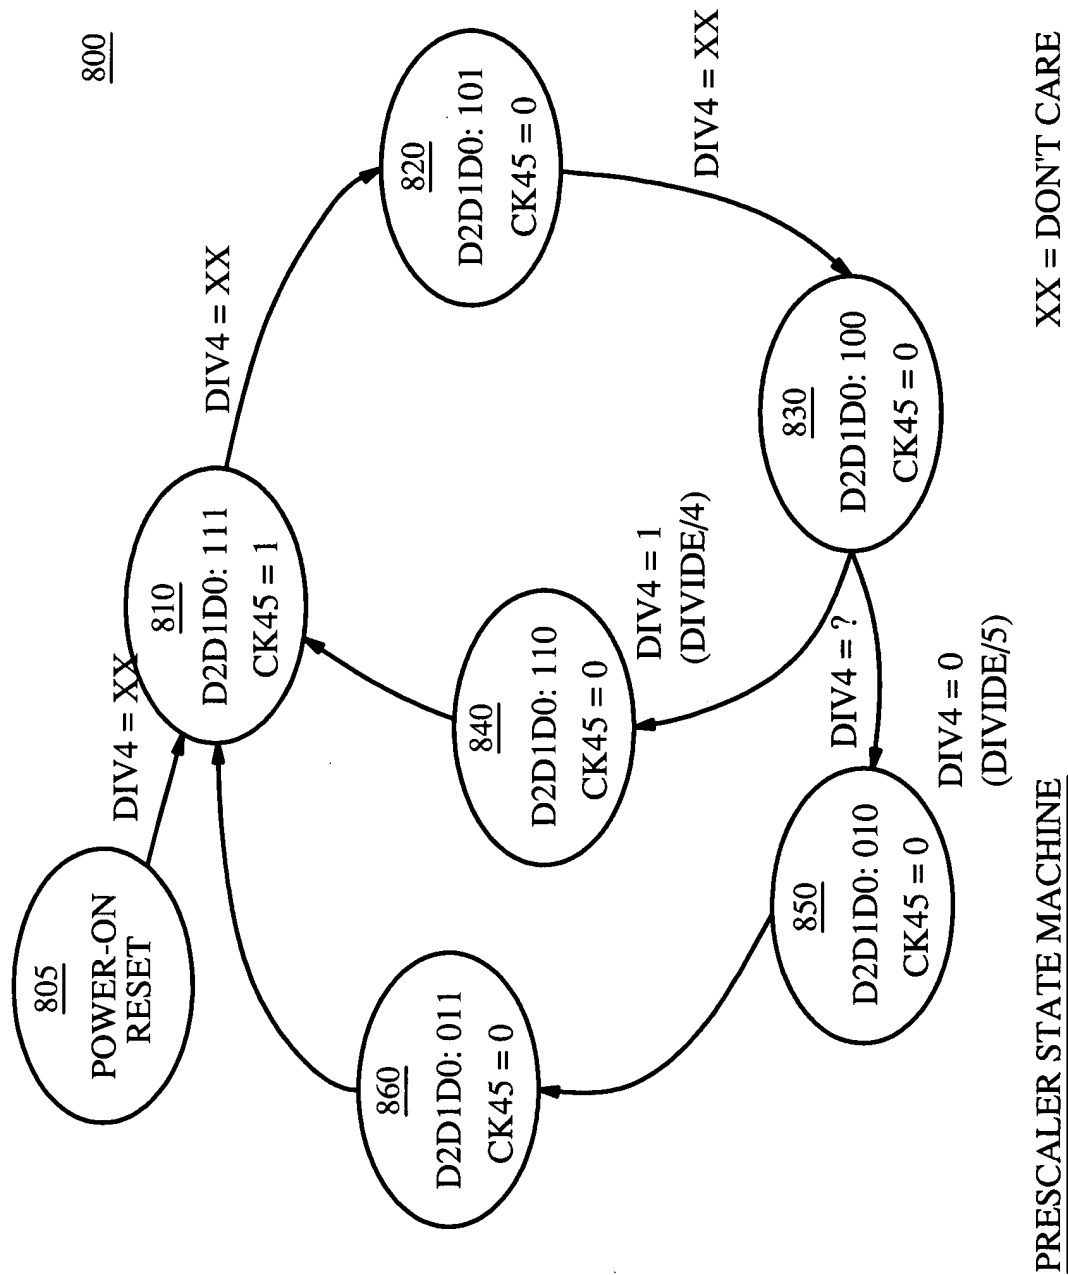 800
805
POWER-ON
RESET
DIV4 = XX
810
D2D1D0: 111
CK45 = 1
DIV4 = XX
820
D2D1D0: 101
CK45 = 0
DIV4 = XX
830
D2D1D0: 100
CK45 = 0
DIV4 = 1
(DIVIDE/4)
840
D2D1D0: 110
CK45 = 0
DIV4 = ?
DIV4 = 0
(DIVIDE/5)
850
D2D1D0: 010
CK45 = 0
860
D2D1D0: 011
CK45 = 0
PRESCALER STATE MACHINE
XX = DON'T CARE